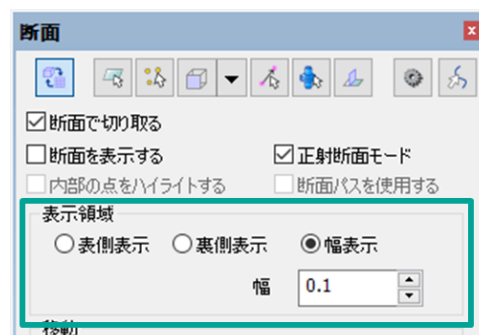 断面
断面で切り取る
断面を表示する 正射断面モード
内部の点をハイライトする 断面パスを使用する
表示領域
表側表示 裏側表示 幅表示
幅 0.1
移動